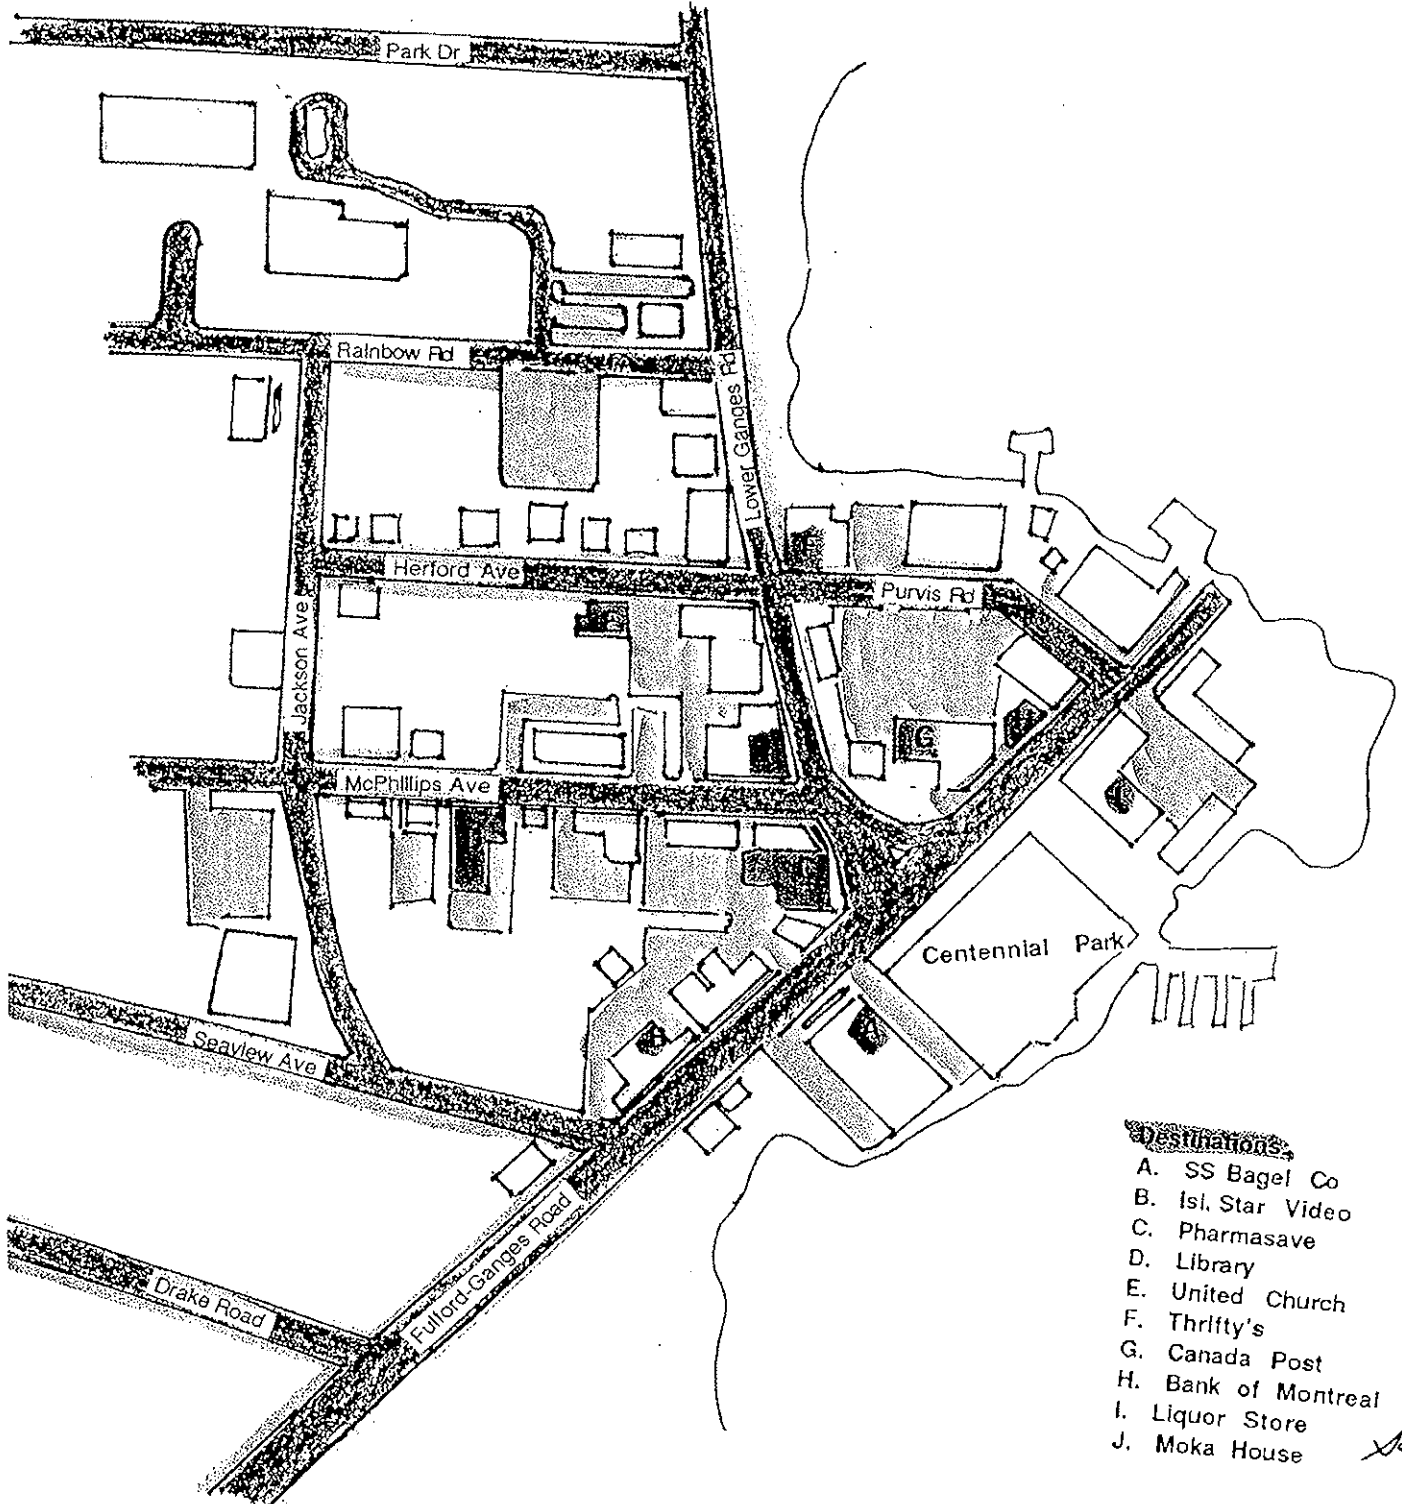 Park Dr
Rainbow Rd
Lower Ganges Rd
Herford Ave
Purvis Rd
Jackson Ave
G
McPhillips Ave
Centennial Park
A
Seaview Ave
Fulford-Ganges Road
Drake Road
Destinations
A. SS Bagel Co
B. Isl. Star Video
C. Pharmasave
D. Library
E. United Church
F. Thrifty's
G. Canada Post
H. Bank of Montreal
I. Liquor Store
J. Moka House